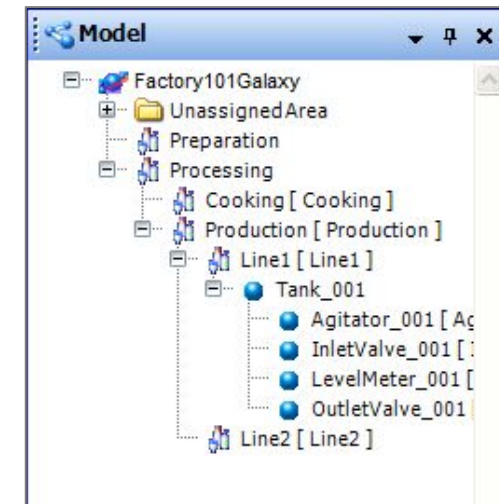 Model
Factory101Galaxy
UnassignedArea
Preparation
Processing
Cooking [ Cooking ]
Production [ Production ]
Line1 [ Line1 ]
Tank_001
Agitator_001 [ Ag
InletValve_001 [
LevelMeter_001 [
OutletValve_001
Line2 [ Line2 ]